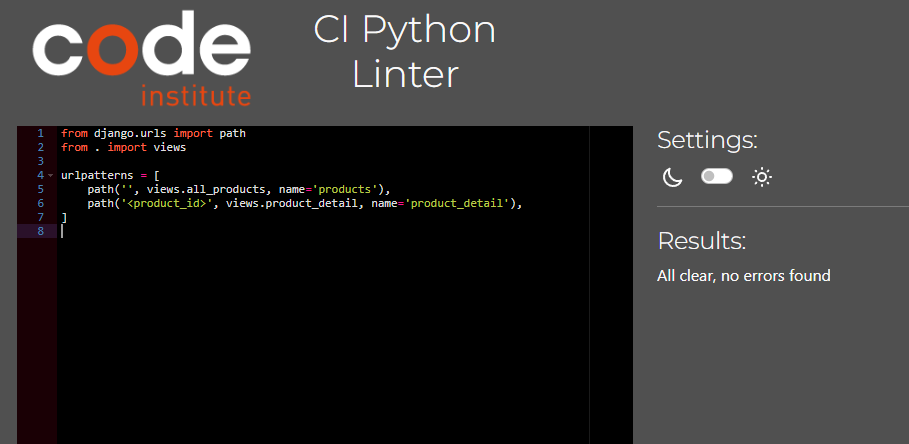 code
institute
CI Python
Linter
1 from django.urls import path
2 from . import views
3
4 urlpatterns = [
5     path('', views.all_products, name='products'),
6     path('<product_id>', views.product_detail, name='product_detail'),
7 ]
8
Settings:
Results:
All clear, no errors found